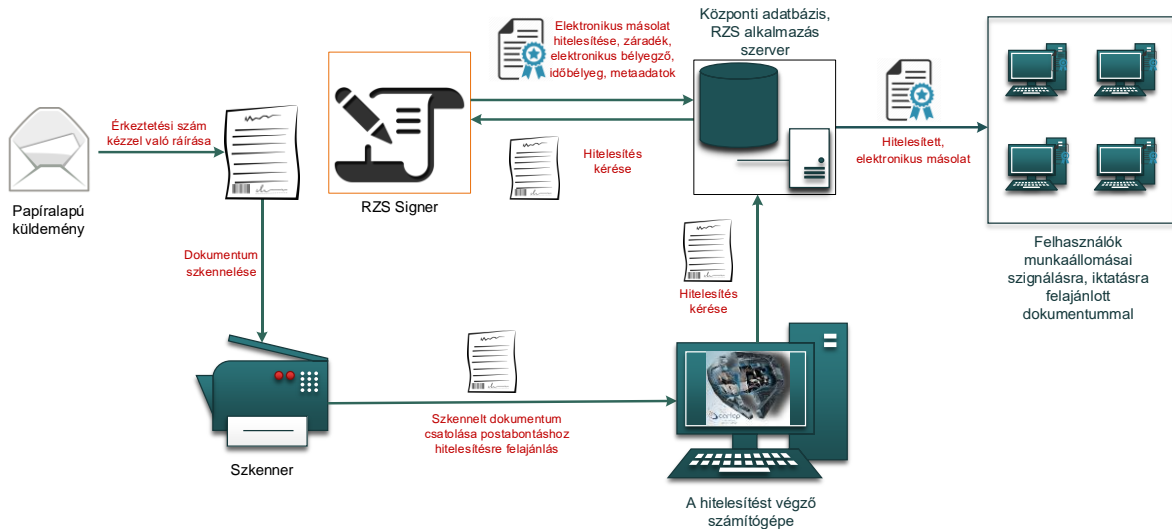 Érkeztetési szám
kézzel való ráírása
Papíralapú
küldemény
Dokumentum
szkennelése
Szkenner
RZS Signer
Elektronikus másolat
hitelesítése, záradék,
elektronikus bélyegző,
időbélyeg, metaadatok
Hitelesítés
kérése
Központi adatbázis,
RZS alkalmazás
szerver
Hitelesített,
elektronikus másolat
Felhasználók
munkaállomásai
szignálásra, iktatásra
felajánlott
dokumentummal
Hitelesítés
kérése
Szkennelt dokumentum
csatolása postabontáshoz
hitelesítésre felajánlás
A hitelesítést végző
számítógépe